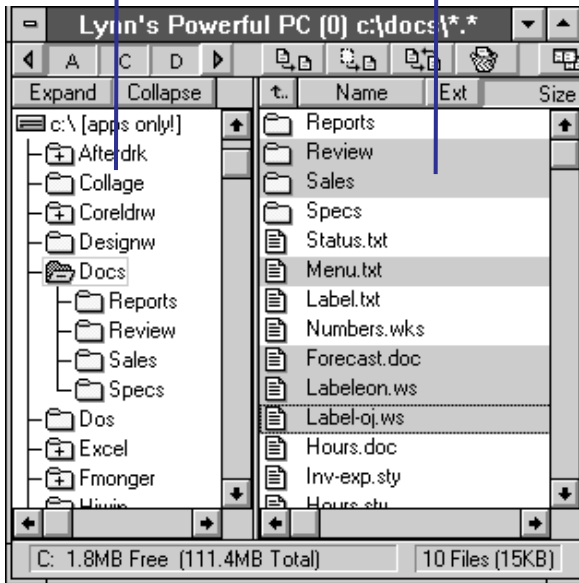 Lynn's Powerful PC (0) c:\docs\*.*
A C D
Expand Collapse
t.. Name Ext Size
c:\ [apps only!]
Afterdrk
Collage
Coreldrw
Designw
Docs
Reports
Review
Sales
Specs
Dos
Excel
Fmonger
Hiwin
Reports
Review
Sales
Specs
Status.txt
Menu.txt
Label.txt
Numbers.wks
Forecast.doc
Labeleon.ws
Label-oj.ws
Hours.doc
Inv-exp.sty
Hours.sty
C: 1.8MB Free (111.4MB Total) 10 Files (15KB)